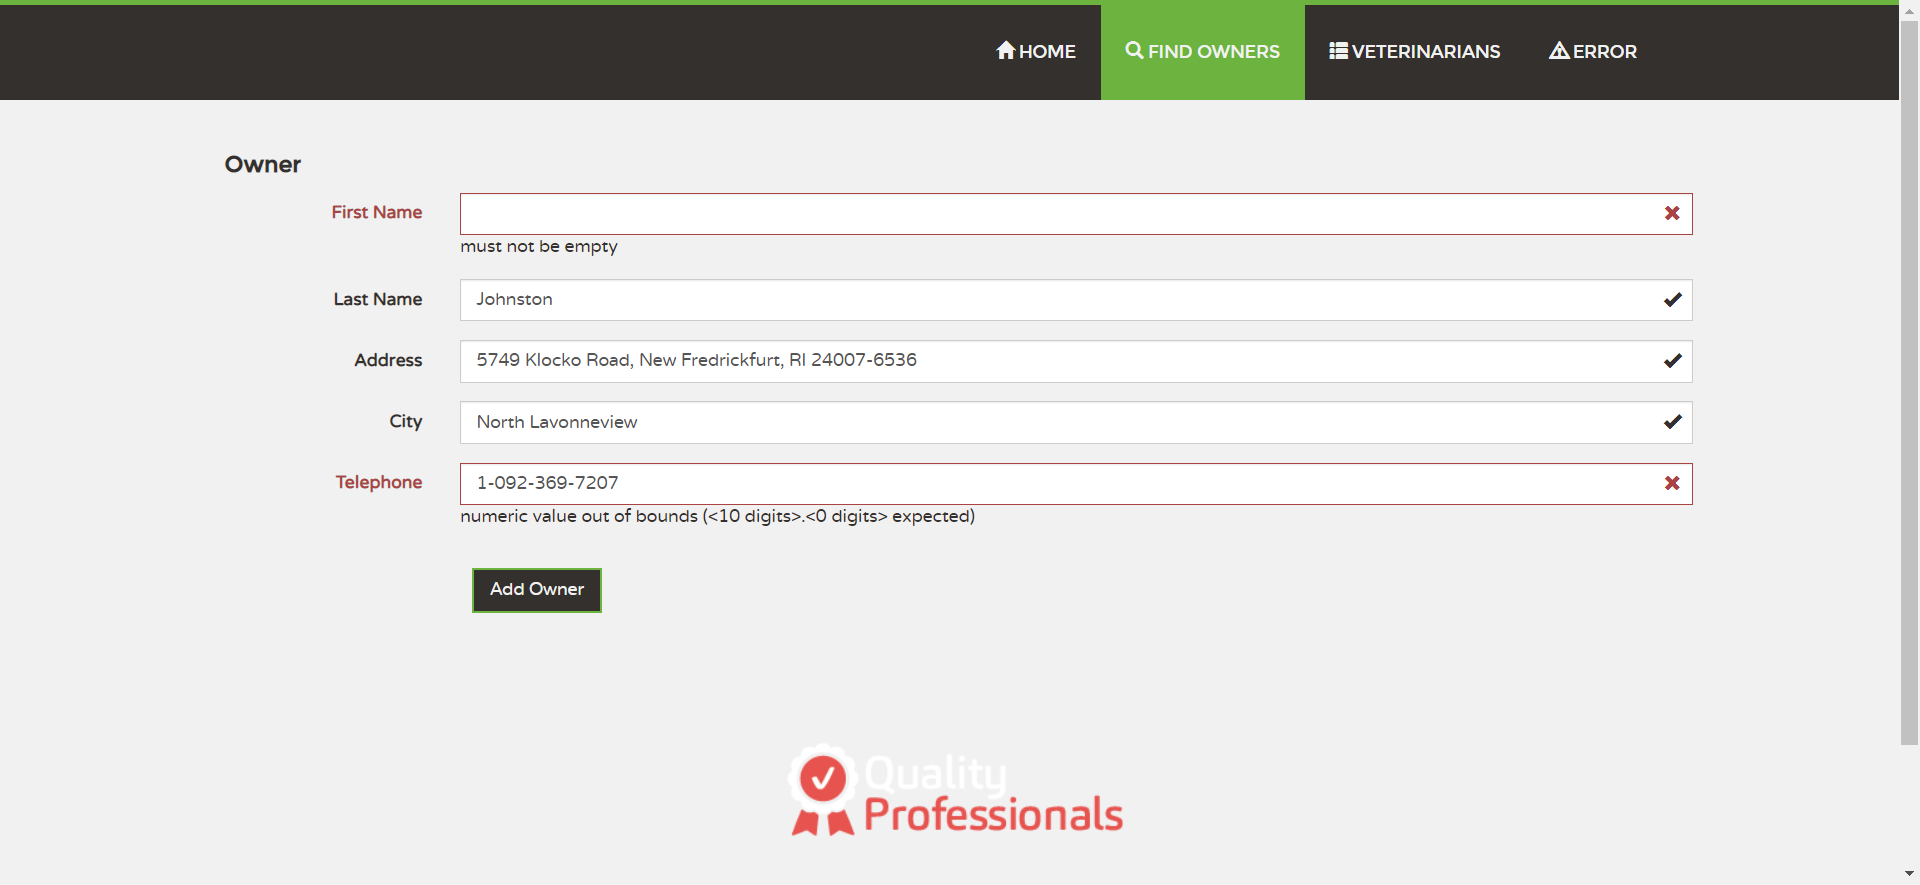 HOME FIND OWNERS VETERINARIANS ERROR
Owner
First Name
must not be empty
Last Name Johnston
Address 5749 Klocko Road, New Fredrickfurt, RI 24007-6536
City North Lavonneview
Telephone 1-092-369-7207
numeric value out of bounds (<10 digits>.<0 digits> expected)
Add Owner
Quality
Professionals